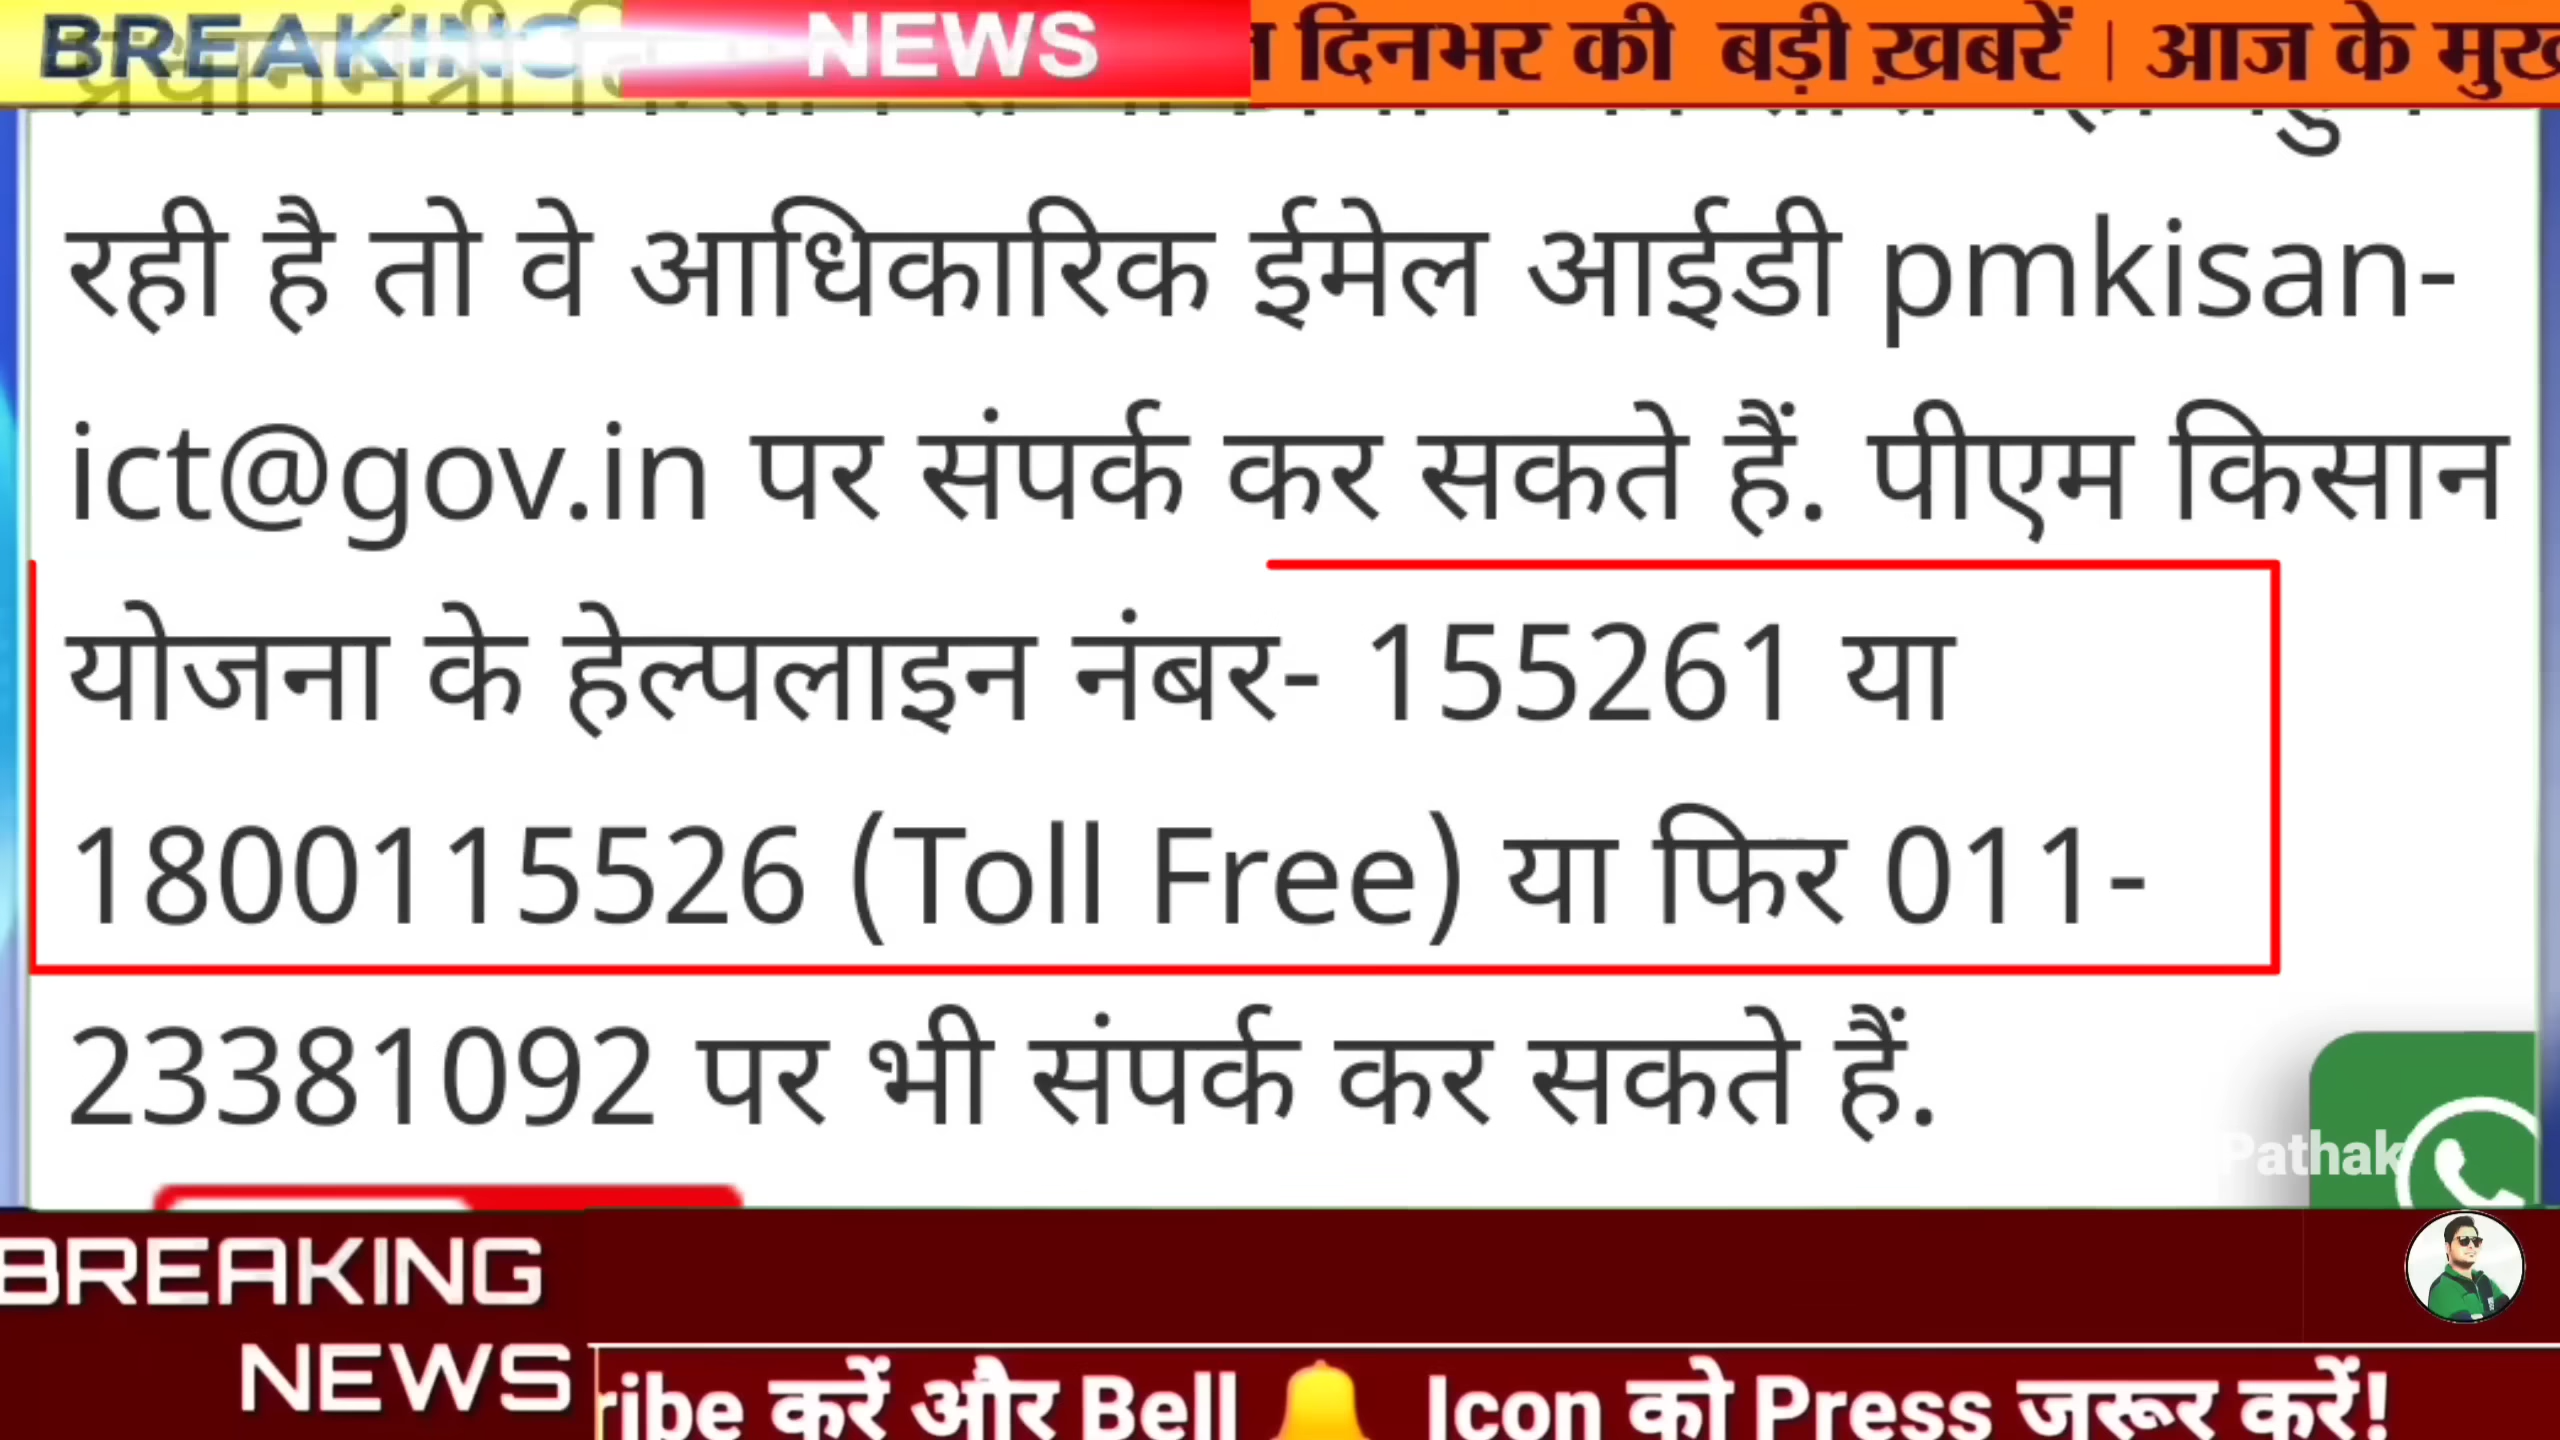 BREAKING NEWS
दिनभर की बड़ी ख़बरें | आज के
रही है तो वे आधिकारिक ईमेल आईडी pmkisan-
ict@gov.in पर संपर्क कर सकते हैं. पीएम किसान
योजना के हेल्पलाइन नंबर- 155261 या
1800115526 (Toll Free) या फिर 011-
23381092 पर भी संपर्क कर सकते हैं.
Pathak
BREAKING
NEWS
करें और Bell 🔔 Icon को Press जरूर करें!